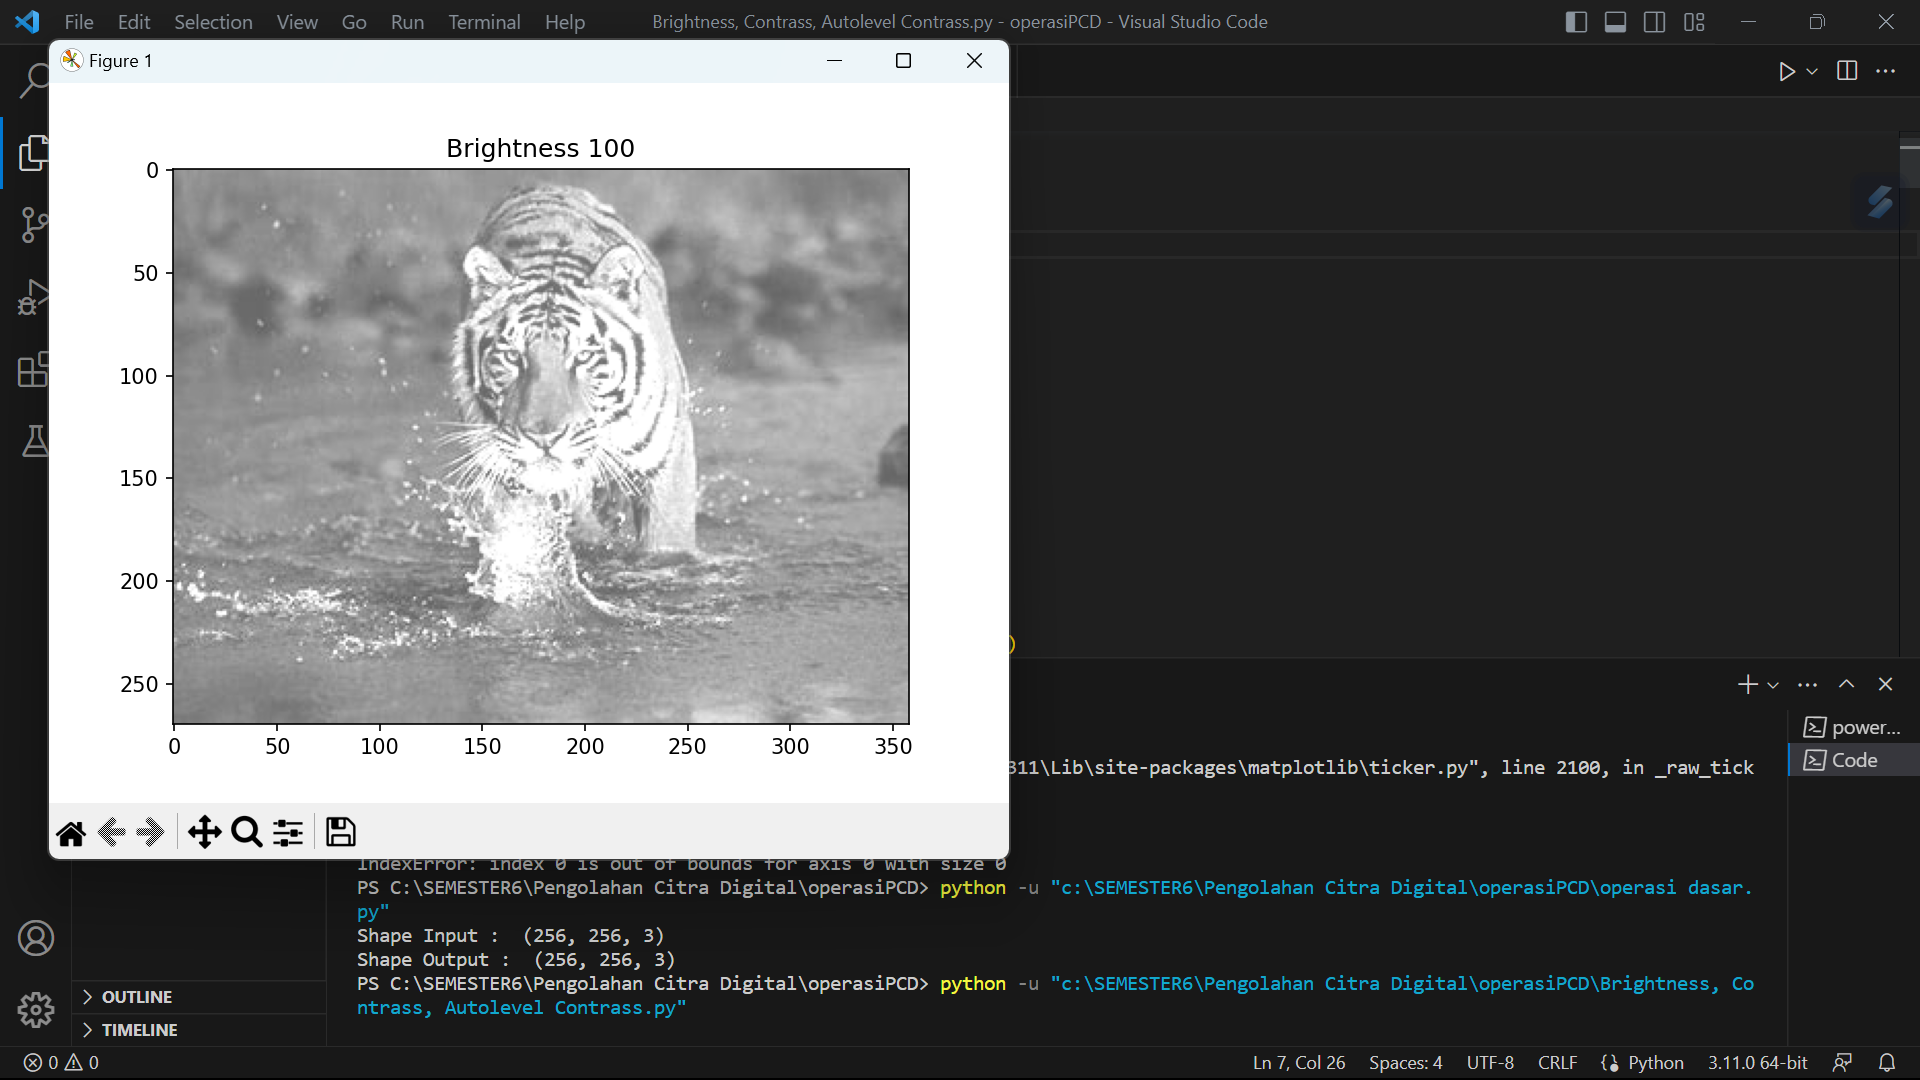 File Edit Selection View Go Run Terminal Help
Brightness, Contrass, Autolevel Contrass.py - operasiPCD - Visual Studio Code
Figure 1
Brightness 100
0
50
100
150
200
250
0 50 100 150 200 250 300 350
)
power...
Code
311\Lib\site-packages\matplotlib\ticker.py", line 2100, in _raw_tick
IndexError: index 0 is out of bounds for axis 0 with size 0
PS C:\SEMESTER6\Pengolahan Citra Digital\operasiPCD> python -u "c:\SEMESTER6\Pengolahan Citra Digital\operasiPCD\operasi dasar.
py"
Shape Input :  (256, 256, 3)
Shape Output :  (256, 256, 3)
PS C:\SEMESTER6\Pengolahan Citra Digital\operasiPCD> python -u "c:\SEMESTER6\Pengolahan Citra Digital\operasiPCD\Brightness, Co
ntrass, Autolevel Contrass.py"
OUTLINE
TIMELINE
0 0
Ln 7, Col 26 Spaces: 4 UTF-8 CRLF Python 3.11.0 64-bit